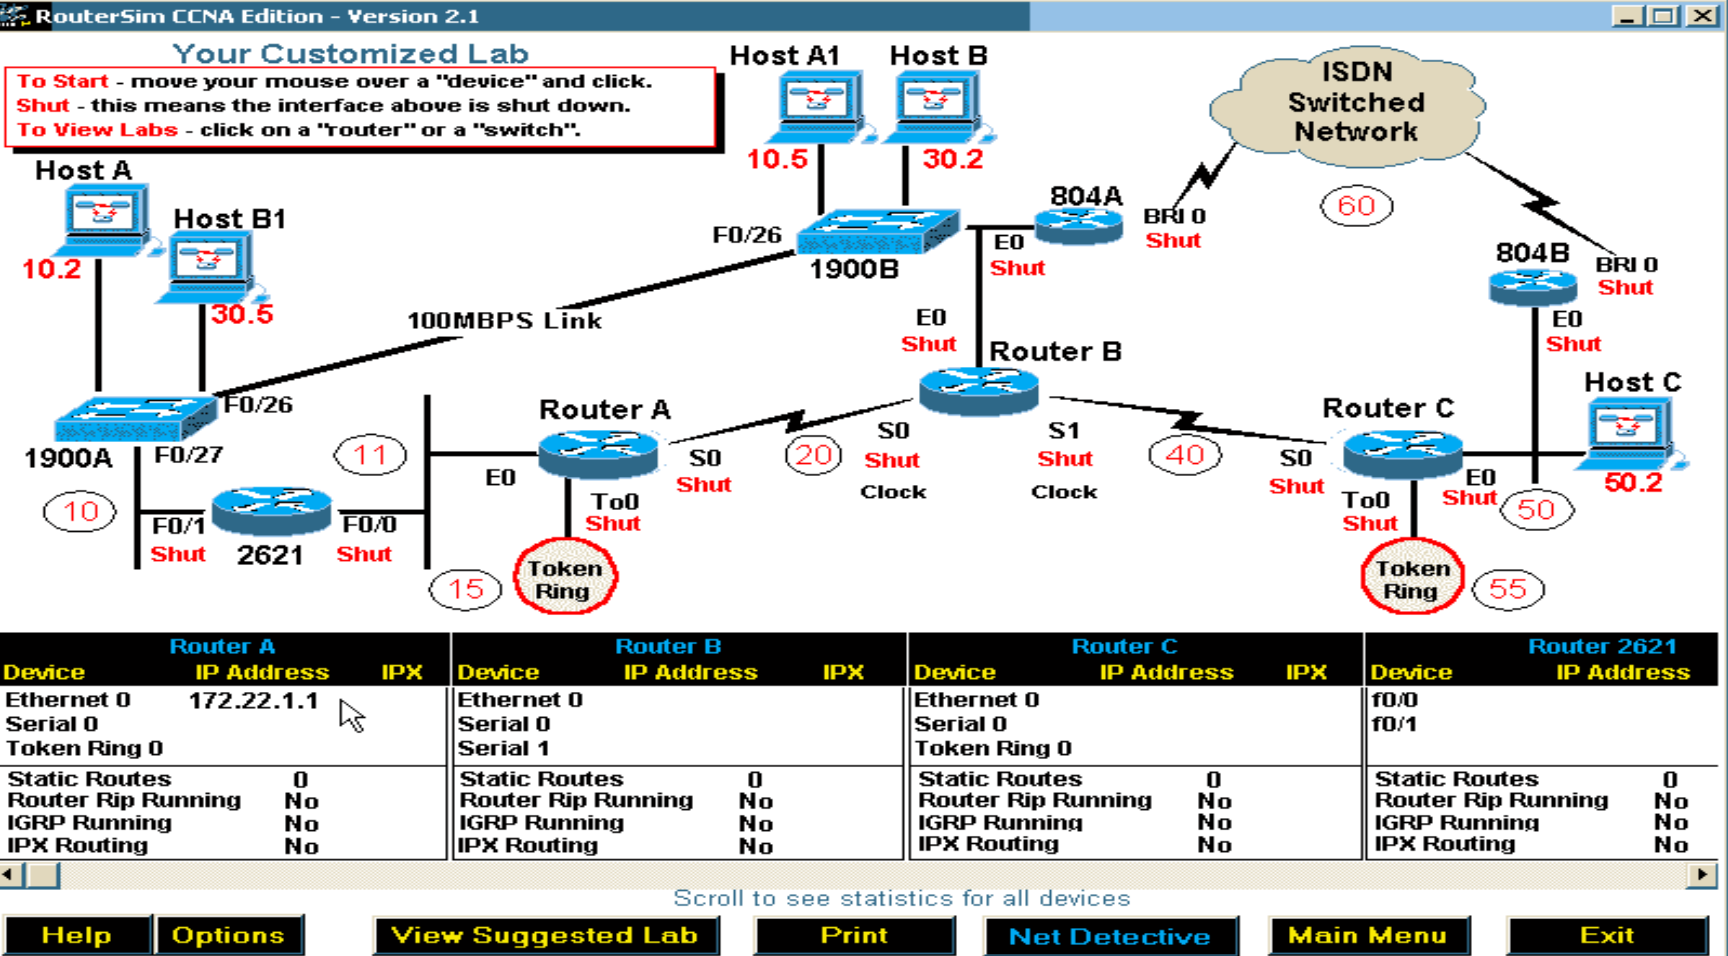 RouterSim CCNA Edition - Version 2.1
Your Customized Lab
To Start - move your mouse over a "device" and click.
Shut - this means the interface above is shut down.
To View Labs - click on a "router" or a "switch".
Host A1
Host B
ISDN
Switched
Network
10.5
30.2
Host A
Host B1
10.2
30.5
804A
BRI 0
Shut
60
F0/26
1900B
E0
Shut
804B
BRI 0
Shut
100MBPS Link
E0
Shut
Router B
E0
Shut
Host C
F0/26
Router A
Router C
1900A
F0/27
11
E0
S0
Shut
20
S0
Shut
Clock
S1
Shut
Clock
40
S0
Shut
E0
Shut
50.2
10
F0/1
Shut
2621
F0/0
Shut
To0
Shut
To0
Shut
50
15
Token
Ring
Token
Ring
55
Router A
Device IP Address IPX
Ethernet 0 172.22.1.1
Serial 0
Token Ring 0
Static Routes 0
Router Rip Running No
IGRP Running No
IPX Routing No
Router B
Device IP Address IPX
Ethernet 0
Serial 0
Serial 1
Static Routes 0
Router Rip Running No
IGRP Running No
IPX Routing No
Router C
Device IP Address IPX
Ethernet 0
Serial 0
Token Ring 0
Static Routes 0
Router Rip Running No
IGRP Running No
IPX Routing No
Router 2621
Device IP Address
f0/0
f0/1
Static Routes 0
Router Rip Running No
IGRP Running No
IPX Routing No
Scroll to see statistics for all devices
Help
Options
View Suggested Lab
Print
Net Detective
Main Menu
Exit